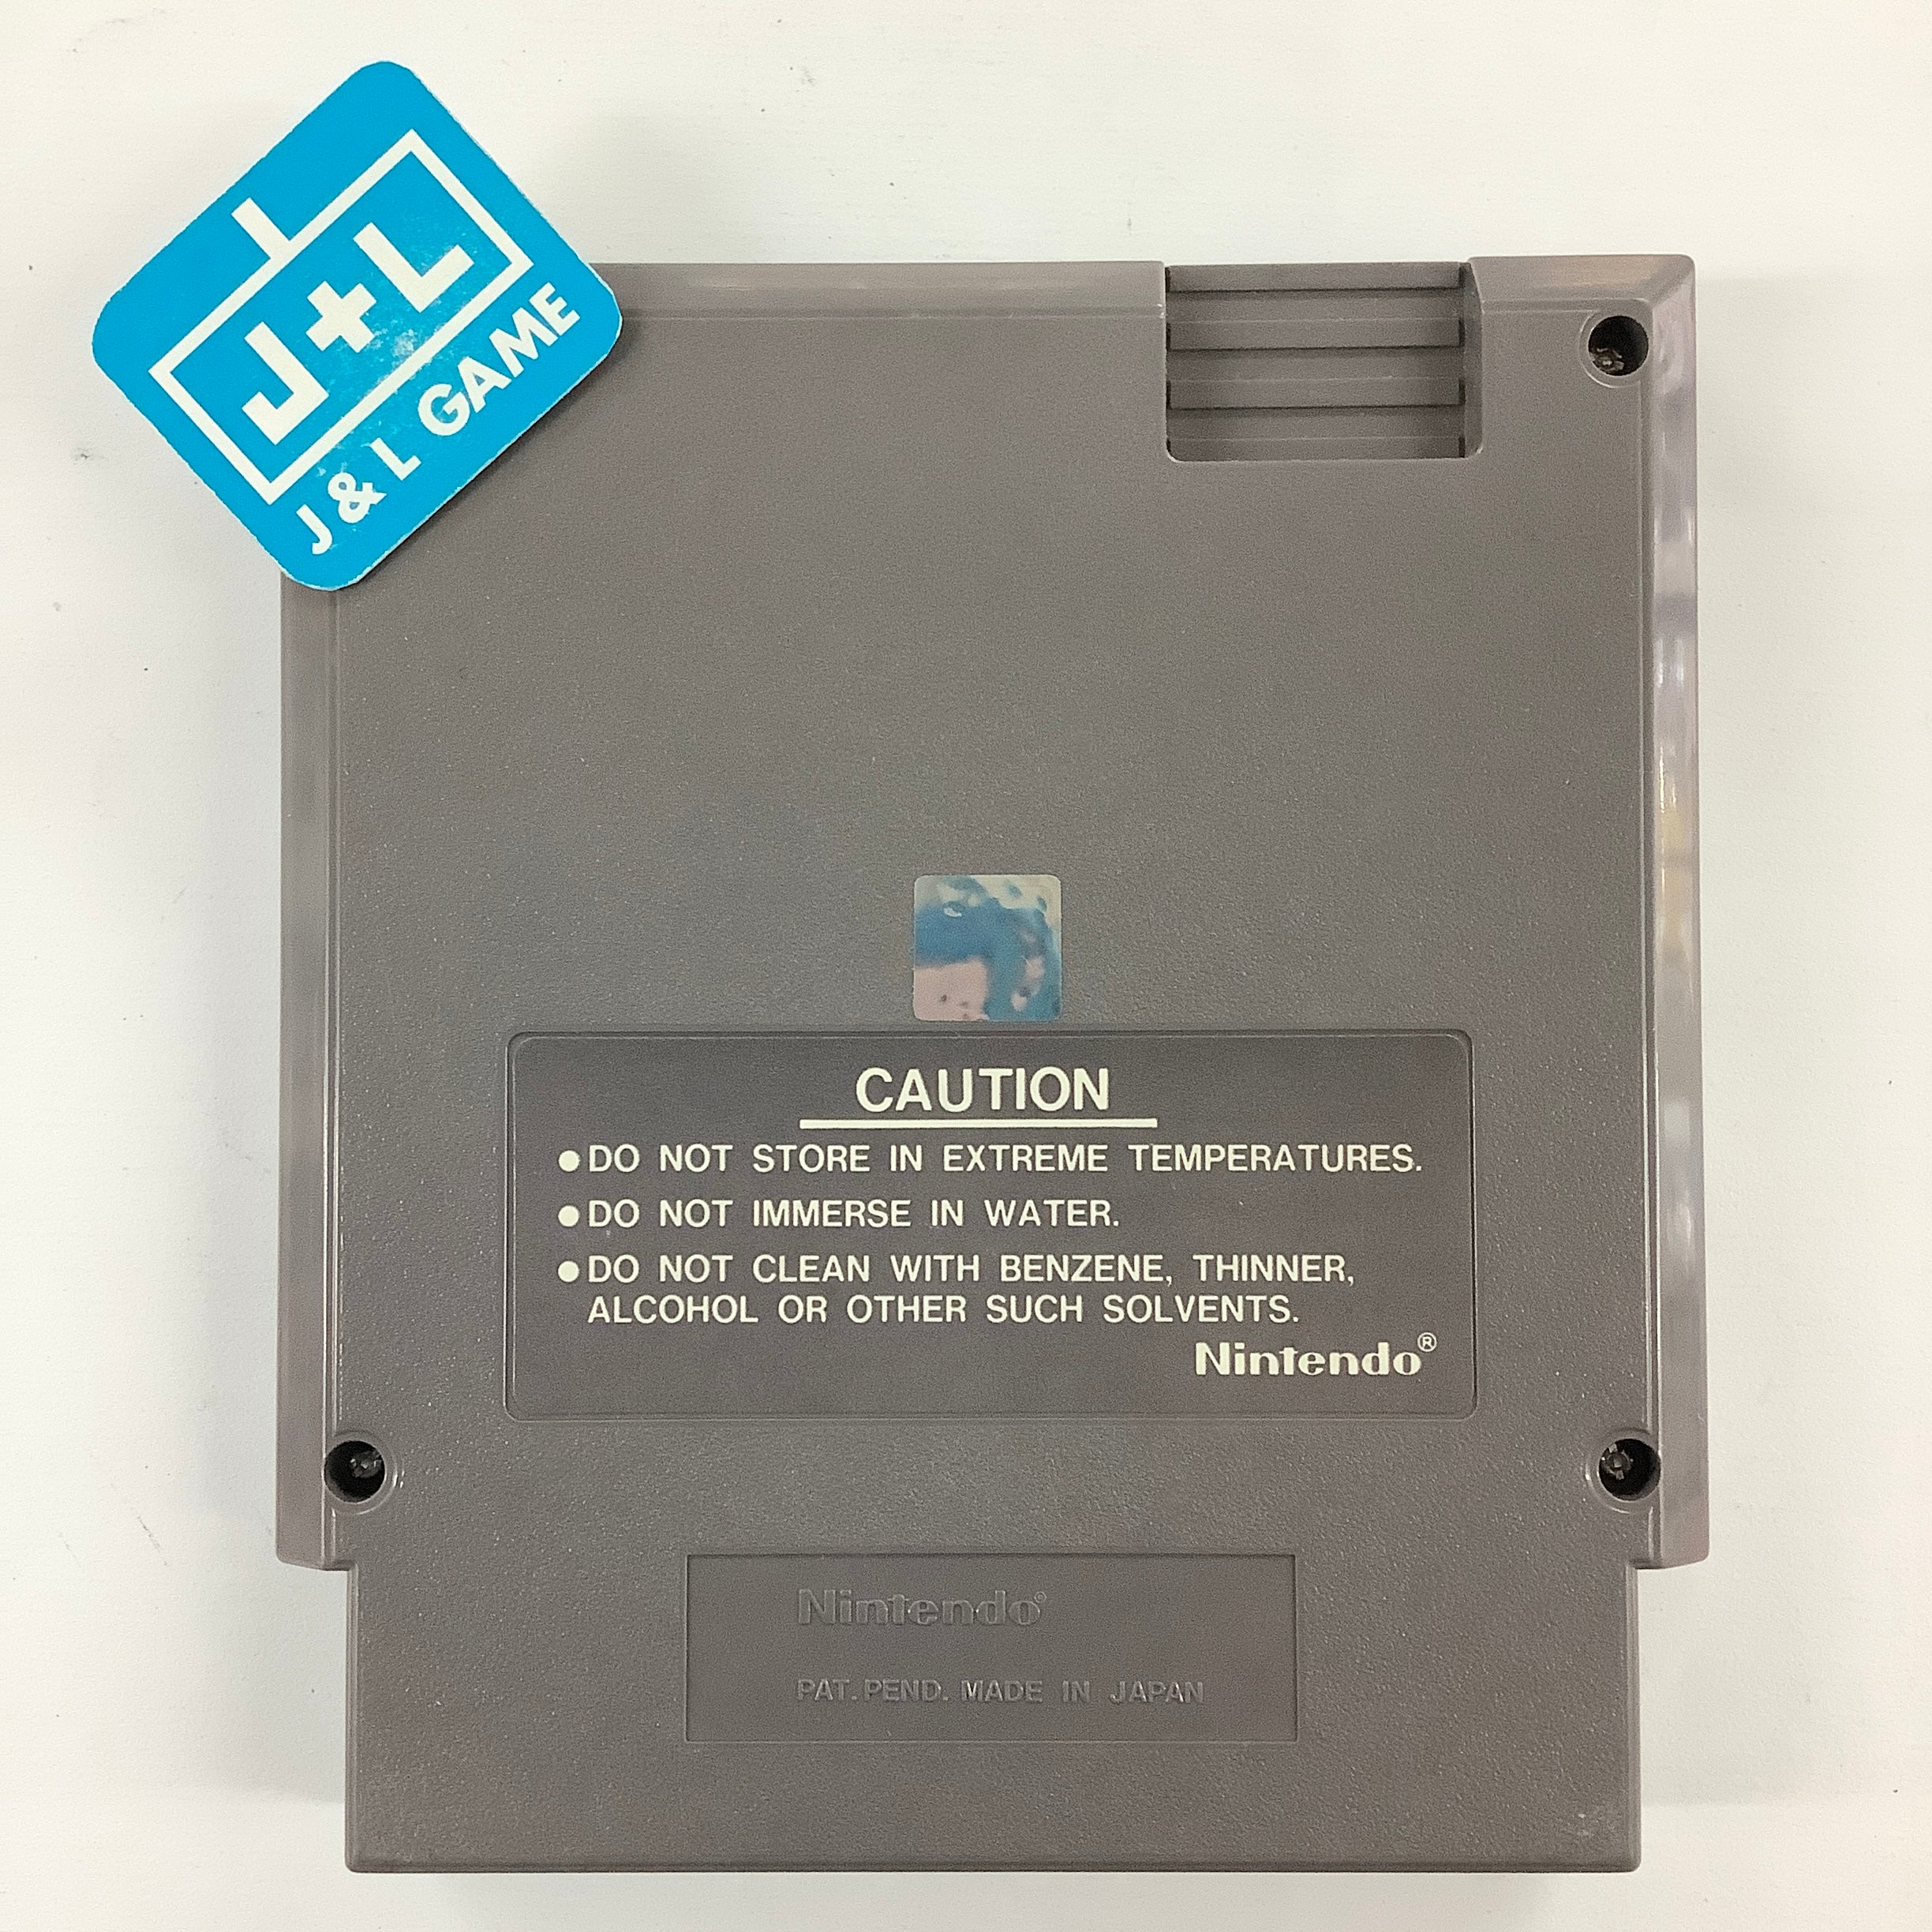 J+L
J & L GAME
CAUTION
●DO NOT STORE IN EXTREME TEMPERATURES.
●DO NOT IMMERSE IN WATER.
●DO NOT CLEAN WITH BENZENE, THINNER,
ALCOHOL OR OTHER SUCH SOLVENTS.
Nintendo®
Nintendo®
PAT. PEND. MADE IN JAPAN